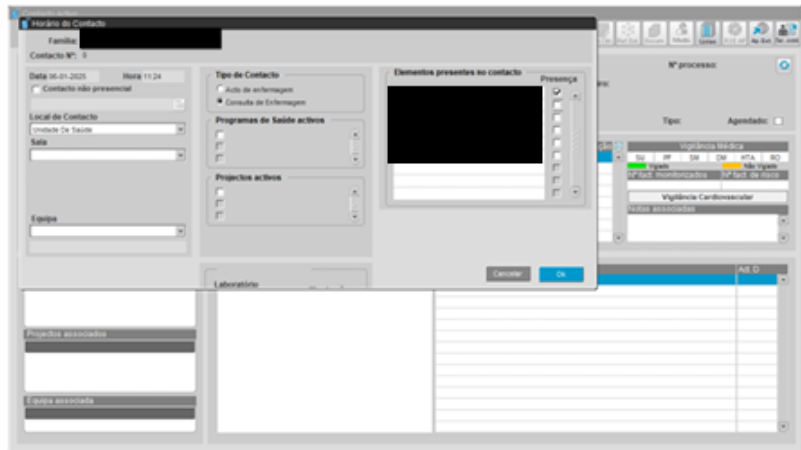 Horário do Contacto
Família:
Contacto Nº: 0
Data 06-01-2025 Hora 11:24
Contacto não presencial
Local de Contacto
Unidade De Saúde
Sala
Equipa
Tipo de Contacto
Acto de enfermagem
Consulta de Enfermagem
Programas de Saúde activos
Projectos activos
Elementos presentes no contacto
Presença
Cancelar
Ok
Laboratório
Nº processo:
Tipo: Agendado:
Vigilância Médica
SU PF SM DM HTA RO
Vigiado Não Vigiado
Nº fact. monitorizados Nº fact. de risco
Vigilância Cardiovascular
Notas associadas
Ad. D
Projectos associados
Equipa associada